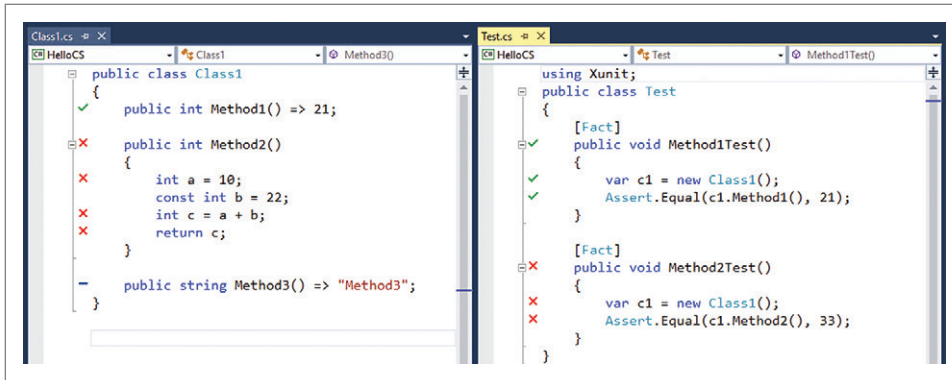 Class1.cs
HelloCS Class1 Method3()
public class Class1
{
public int Method1() => 21;
public int Method2()
{
int a = 10;
const int b = 22;
int c = a + b;
return c;
}
public string Method3() => "Method3";
}
Test.cs
HelloCS Test Method1Test()
using Xunit;
public class Test
{
[Fact]
public void Method1Test()
{
var c1 = new Class1();
Assert.Equal(c1.Method1(), 21);
}
[Fact]
public void Method2Test()
{
var c1 = new Class1();
Assert.Equal(c1.Method2(), 33);
}
}